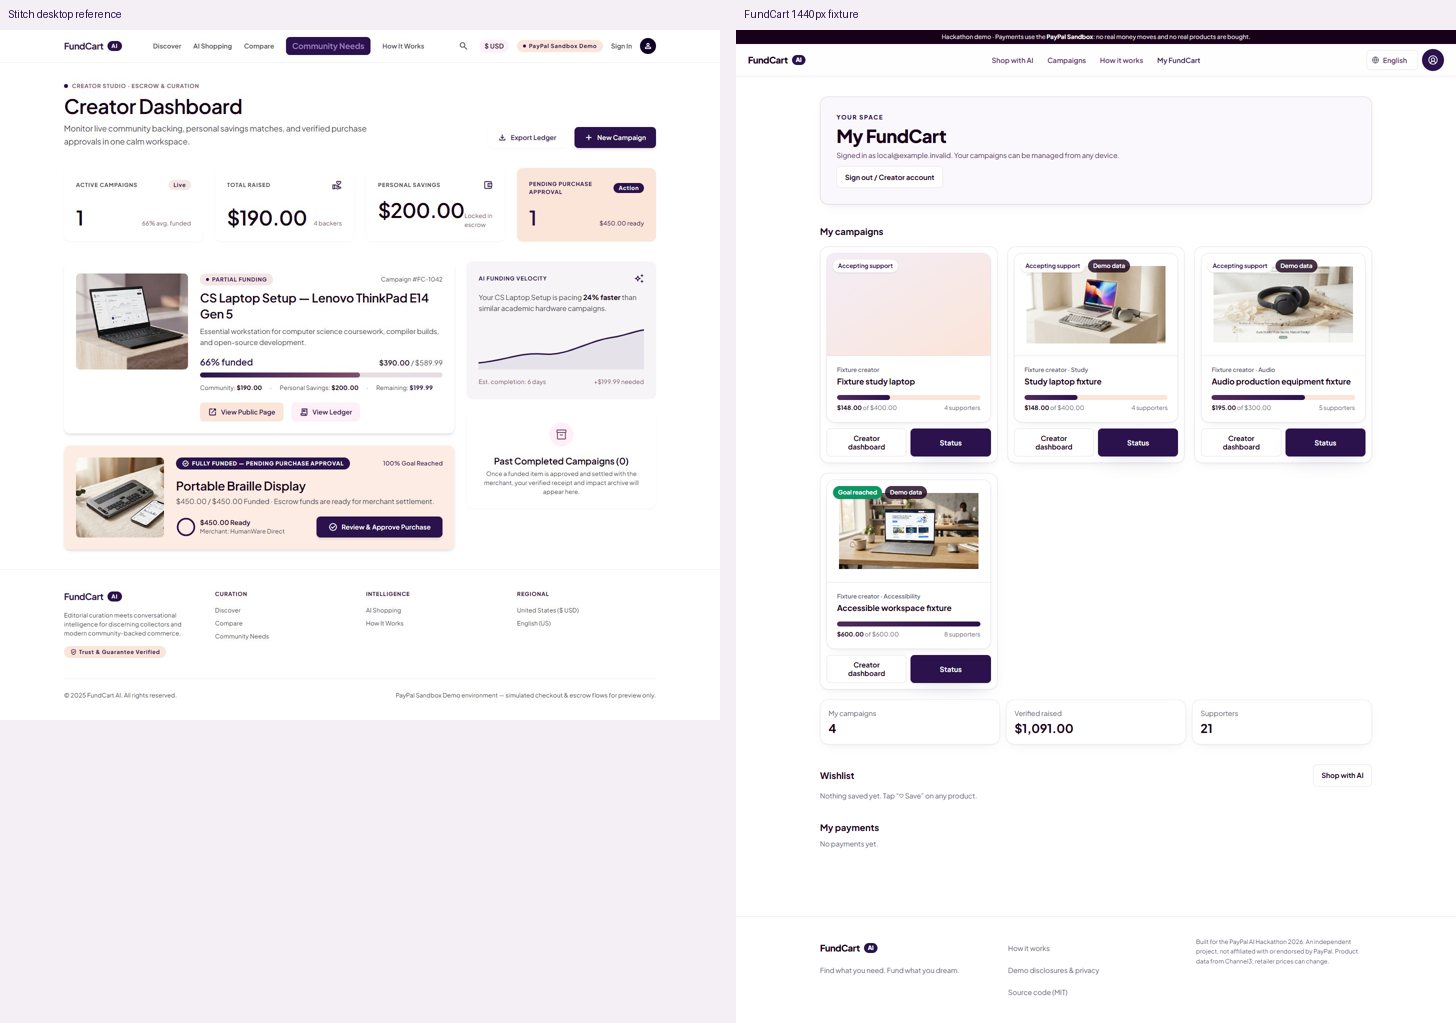 Stitch desktop reference
FundCart AI
Discover
AI Shopping
Compare
Community Needs
How It Works
$ USD
PayPal Sandbox Demo
Sign In
CREATOR STUDIO · ESCROW & CURATION
Creator Dashboard
Monitor live community backing, personal savings matches, and verified purchase
approvals in one calm workspace.
Export Ledger
New Campaign
ACTIVE CAMPAIGNS
Live
1
66% avg. funded
TOTAL RAISED
$190.00
4 backers
PERSONAL SAVINGS
$200.00
Locked in
escrow
PENDING PURCHASE
APPROVAL
Action
1
$450.00 ready
PARTIAL FUNDING
Campaign #FC-1042
CS Laptop Setup — Lenovo ThinkPad E14
Gen 5
Essential workstation for computer science coursework, compiler builds,
and open-source development.
66% funded
$390.00 / $589.99
Community: $190.00
Personal Savings: $200.00
Remaining: $199.99
View Public Page
View Ledger
AI FUNDING VELOCITY
Your CS Laptop Setup is pacing 24% faster than
similar academic hardware campaigns.
Est. completion: 6 days
+$199.99 needed
FULLY FUNDED — PENDING PURCHASE APPROVAL
100% Goal Reached
Portable Braille Display
$450.00 / $450.00 Funded · Escrow funds are ready for merchant settlement.
$450.00 Ready
Merchant: HumanWare Direct
Review & Approve Purchase
Past Completed Campaigns (0)
Once a funded item is approved and settled with the
merchant, your verified receipt and impact archive will
appear here.
FundCart AI
Editorial curation meets conversational
intelligence for discerning collectors and
modern community-backed commerce.
Trust & Guarantee Verified
CURATION
Discover
Compare
Community Needs
INTELLIGENCE
AI Shopping
How It Works
REGIONAL
United States ($ USD)
English (US)
© 2025 FundCart AI. All rights reserved.
PayPal Sandbox Demo environment — simulated checkout & escrow flows for preview only.
FundCart 1440px fixture
Hackathon demo · Payments use the PayPal Sandbox: no real money moves and no real products are bought.
FundCart AI
Shop with AI
Campaigns
How it works
My FundCart
English
YOUR SPACE
My FundCart
Signed in as local@example.invalid. Your campaigns can be managed from any device.
Sign out / Creator account
My campaigns
Accepting support
Fixture creator
Fixture study laptop
$148.00 of $400.00
4 supporters
Creator
dashboard
Status
Accepting support
Demo data
Fixture creator · Study
Study laptop fixture
$148.00 of $400.00
4 supporters
Creator
dashboard
Status
Accepting support
Demo data
Fixture creator · Audio
Audio production equipment fixture
$195.00 of $300.00
5 supporters
Creator
dashboard
Status
Goal reached
Demo data
Fixture creator · Accessibility
Accessible workspace fixture
$600.00 of $600.00
8 supporters
Creator
dashboard
Status
My campaigns
4
Verified raised
$1,091.00
Supporters
21
Wishlist
Shop with AI
Nothing saved yet. Tap "♡ Save" on any product.
My payments
No payments yet.
FundCart AI
Find what you need. Fund what you dream.
How it works
Demo disclosures & privacy
Source code (MIT)
Built for the PayPal AI Hackathon 2026. An independent
project, not affiliated with or endorsed by PayPal. Product
data from Channel3; retailer prices can change.